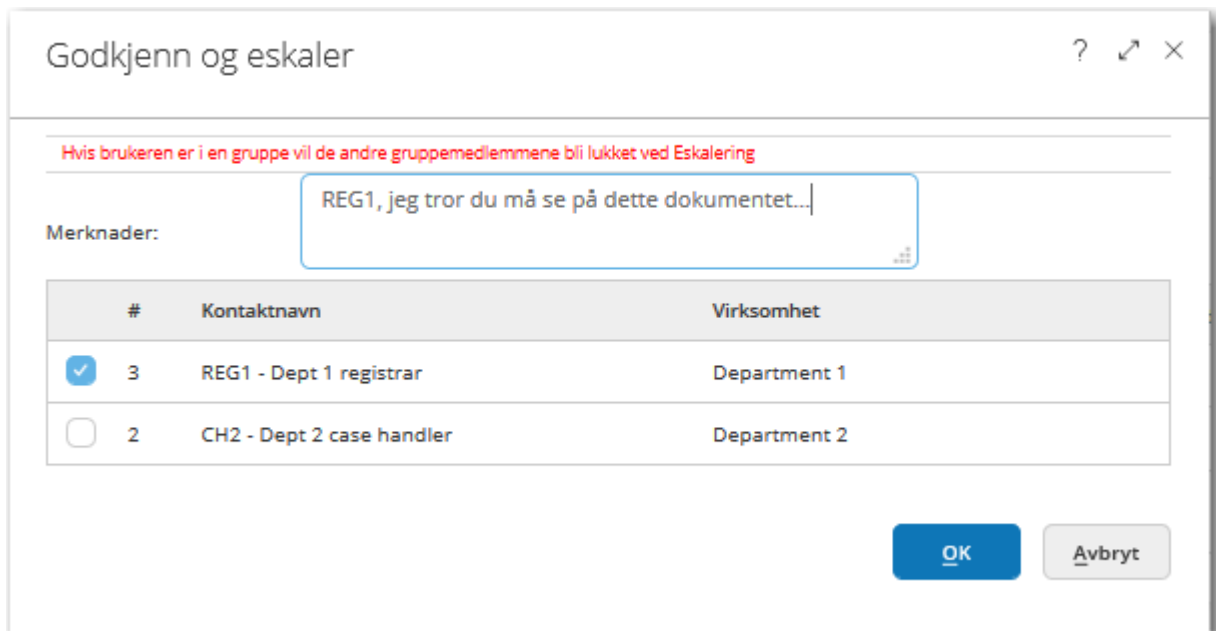 Godkjenn og eskaler ?
Hvis brukeren er i en gruppe vil de andre gruppemedlemmene bli lukket ved Eskalering
REG1, jeg tror du må se på dette dokumentet...
Merknader:
# Kontaktnavn Virksomhet
3 REG1 - Dept 1 registrar Department 1
2 CH2 - Dept 2 case handler Department 2
OK Avbryt